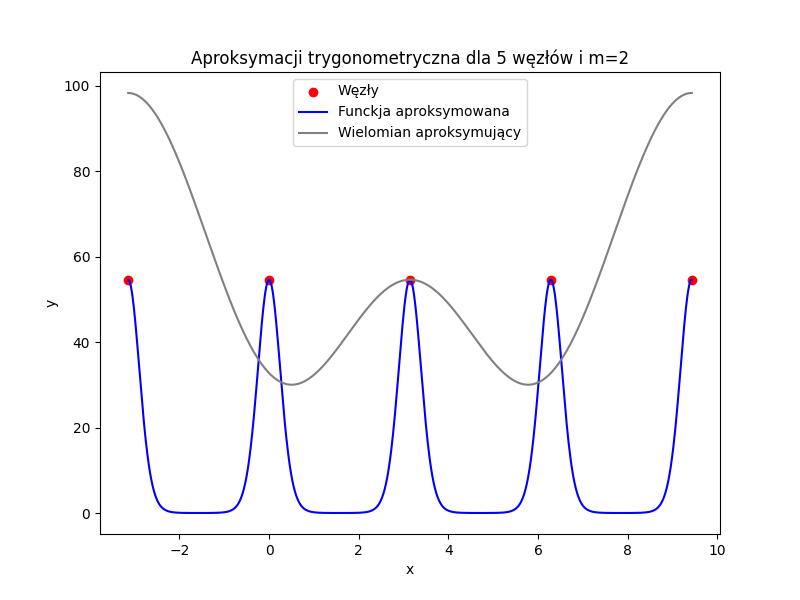 Aproksymacji trygonometryczna dla 5 węzłów i m=2
Węzły
Funckja aproksymowana
Wielomian aproksymujący
100
80
60
40
20
0
y
−2
0
2
4
6
8
10
x